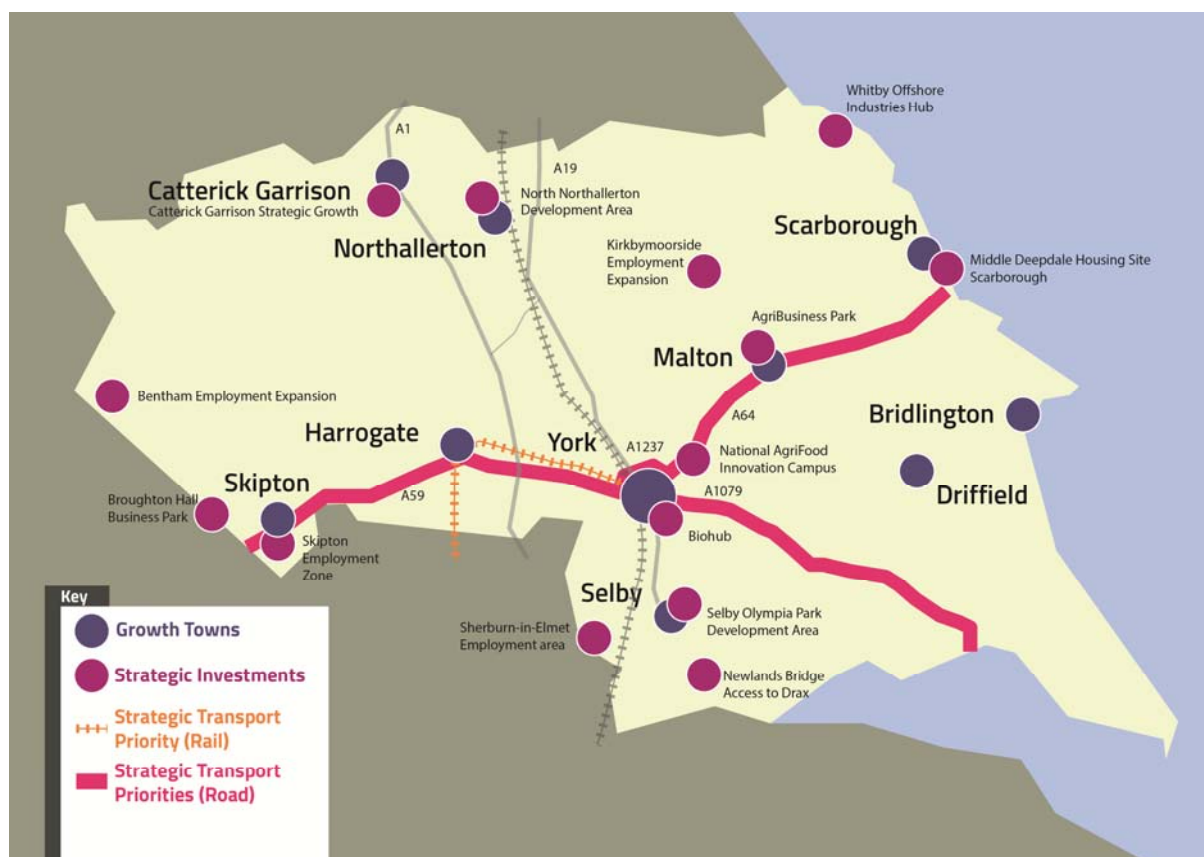 Whitby Offshore
Industries Hub
A1
A19
Catterick Garrison
Catterick Garrison Strategic Growth
North Northallerton
Development Area
Northallerton
Scarborough
Kirkbymoorside
Employment
Expansion
Middle Deepdale Housing Site
Scarborough
AgriBusiness Park
Malton
Bentham Employment Expansion
Harrogate
York
A64
Bridlington
A1237
National AgriFood
Innovation Campus
Skipton
A59
A1079
Driffield
Broughton Hall
Business Park
Biohub
Skipton
Employment
Zone
Selby
Selby Olympia Park
Development Area
Sherburn-in-Elmet
Employment area
Newlands Bridge
Access to Drax
Key
Growth Towns
Strategic Investments
Strategic Transport
Priority (Rail)
Strategic Transport
Priorities (Road)